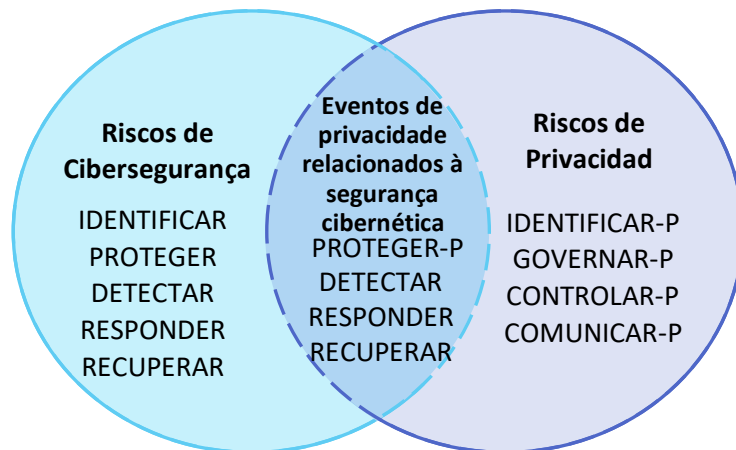 Riscos de
Cibersegurança
IDENTIFICAR
PROTEGER
DETECTAR
RESPONDER
RECUPERAR
Eventos de
privacidade
relacionados à
segurança
cibernética
PROTEGER-P
DETECTAR
RESPONDER
RECUPERAR
Riscos de
Privacidad
IDENTIFICAR-P
GOVERNAR-P
CONTROLAR-P
COMUNICAR-P